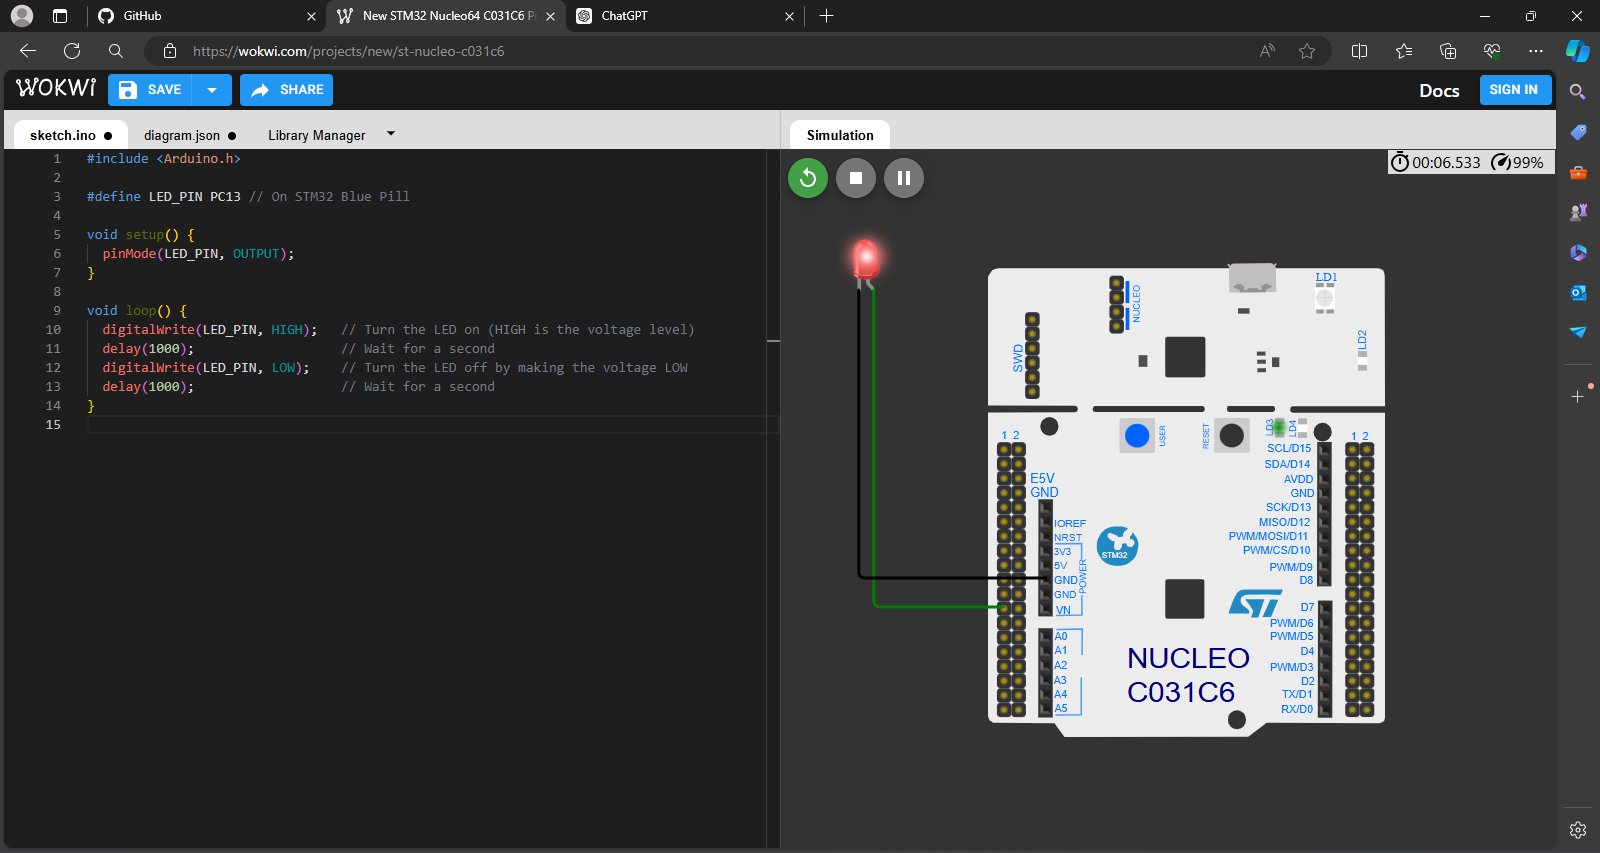 GitHub
New STM32 Nucleo64 C031C6 P
ChatGPT
https://wokwi.com/projects/new/st-nucleo-c031c6
WOKWi
SAVE
SHARE
Docs
SIGN IN
sketch.ino
diagram.json
Library Manager
Simulation
00:06.533
99%
1 #include <Arduino.h>
2
3 #define LED_PIN PC13 // On STM32 Blue Pill
4
5 void setup() {
6 pinMode(LED_PIN, OUTPUT);
7 }
8
9 void loop() {
10 digitalWrite(LED_PIN, HIGH); // Turn the LED on (HIGH is the voltage level)
11 delay(1000); // Wait for a second
12 digitalWrite(LED_PIN, LOW); // Turn the LED off by making the voltage LOW
13 delay(1000); // Wait for a second
14 }
15
LD1
NUCLEO
SWD
LD2
USER
RESET
LD3
LD4
1 2
1 2
E5V
GND
IOREF
NRST
3V3
5V
GND
GND
VN
POWER
A0
A1
A2
A3
A4
A5
STM32
ST
NUCLEO
C031C6
SCL/D15
SDA/D14
AVDD
GND
SCK/D13
MISO/D12
PWM/MOSI/D11
PWM/CS/D10
PWM/D9
D8
D7
PWM/D6
PWM/D5
D4
PWM/D3
D2
TX/D1
RX/D0